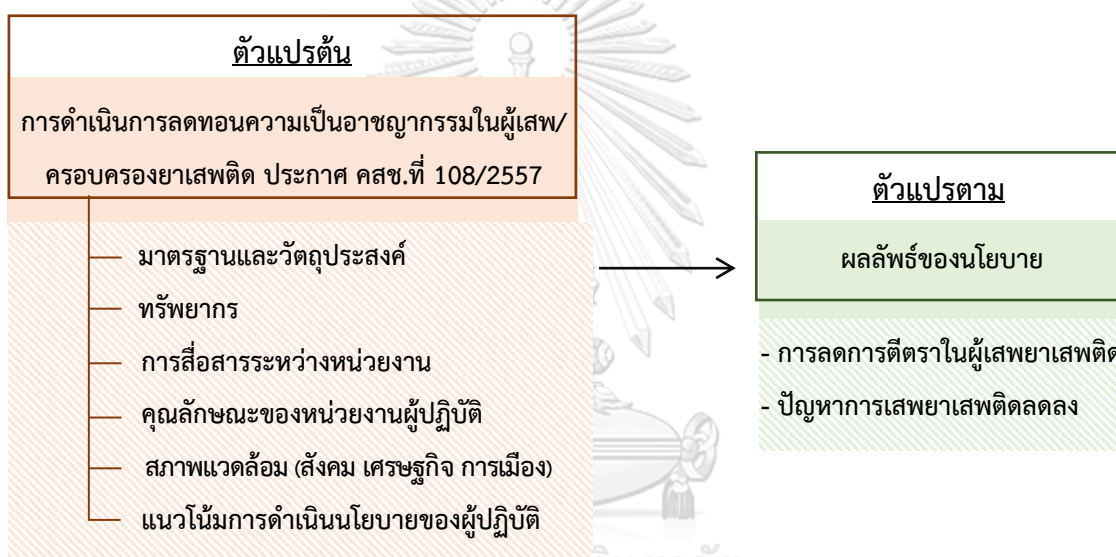 ตัวแปรต้น
การดำเนินการลดทอนความเป็นอาชญากรรมในผู้เสพ/
ครอบครองยาเสพติด ประกาศ คสช.ที่ 108/2557
มาตรฐานและวัตถุประสงค์
ทรัพยากร
การสื่อสารระหว่างหน่วยงาน
คุณลักษณะของหน่วยงานผู้ปฏิบัติ
สภาพแวดล้อม (สังคม เศรษฐกิจ การเมือง)
แนวโน้มการดำเนินนโยบายของผู้ปฏิบัติ
ตัวแปรตาม
ผลลัพธ์ของนโยบาย
- การลดการตีตราในผู้เสพยาเสพติด
- ปัญหาการเสพยาเสพติดลดลง